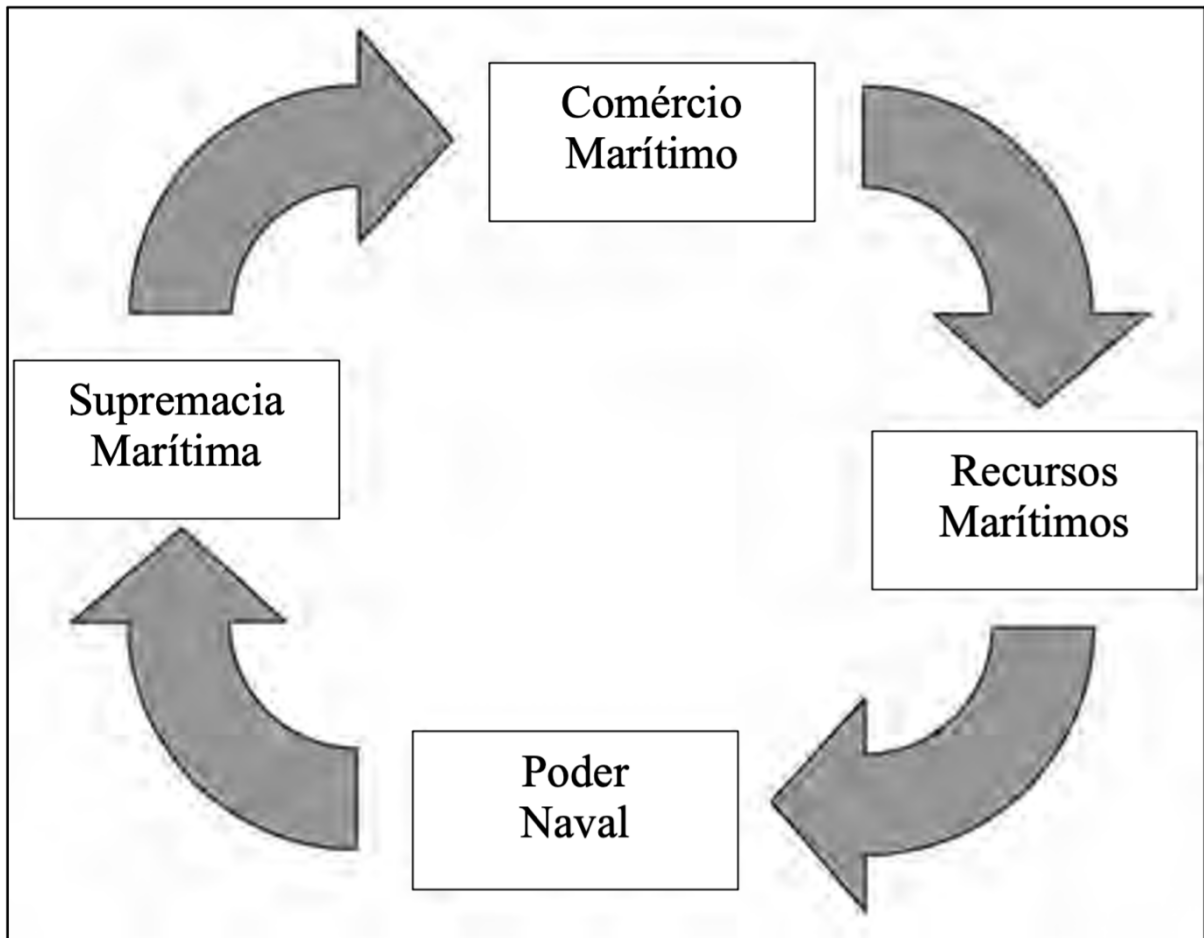 Comércio
Marítimo
Recursos
Marítimos
Poder
Naval
Supremacia
Marítima